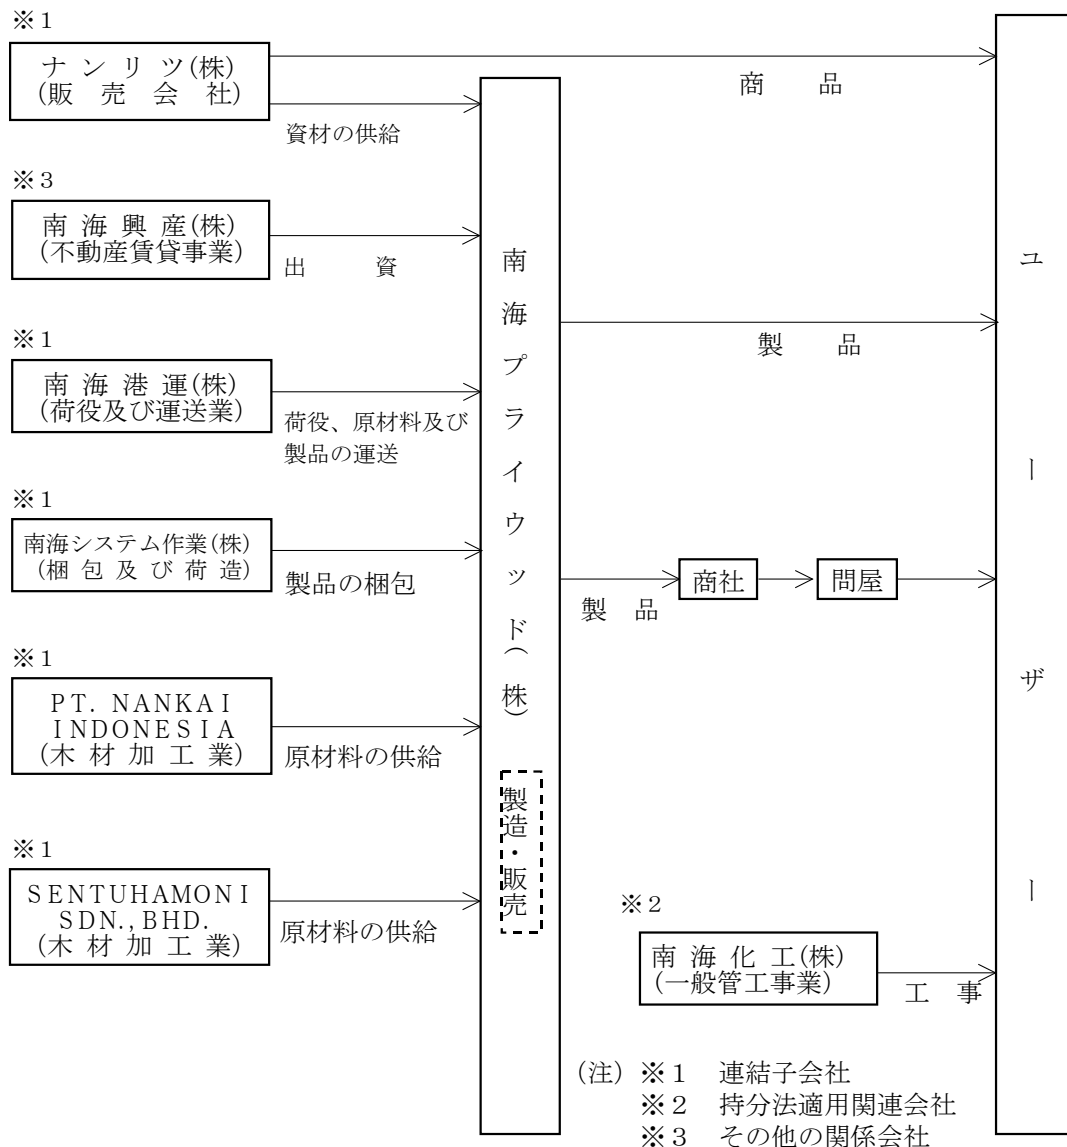 ※1
ナンリツ(株)
(販売会社)
商品
資材の供給
※3
南海興産(株)
(不動産賃貸事業)
出資
※1
南海港運(株)
(荷役及び運送業)
荷役、原材料及び
製品の運送
※1
南海システム作業(株)
(梱包及び荷造)
製品の梱包
※1
PT. NANKAI
INDONESIA
(木材加工業)
原材料の供給
※1
SENTUHAMONI
SDN.,BHD.
(木材加工業)
原材料の供給
南海プライウッド(株)
製造・販売
製品
製品
商社
問屋
※2
南海化工(株)
(一般管工事業)
工事
ユーザー
(注) ※1 連結子会社
※2 持分法適用関連会社
※3 その他の関係会社